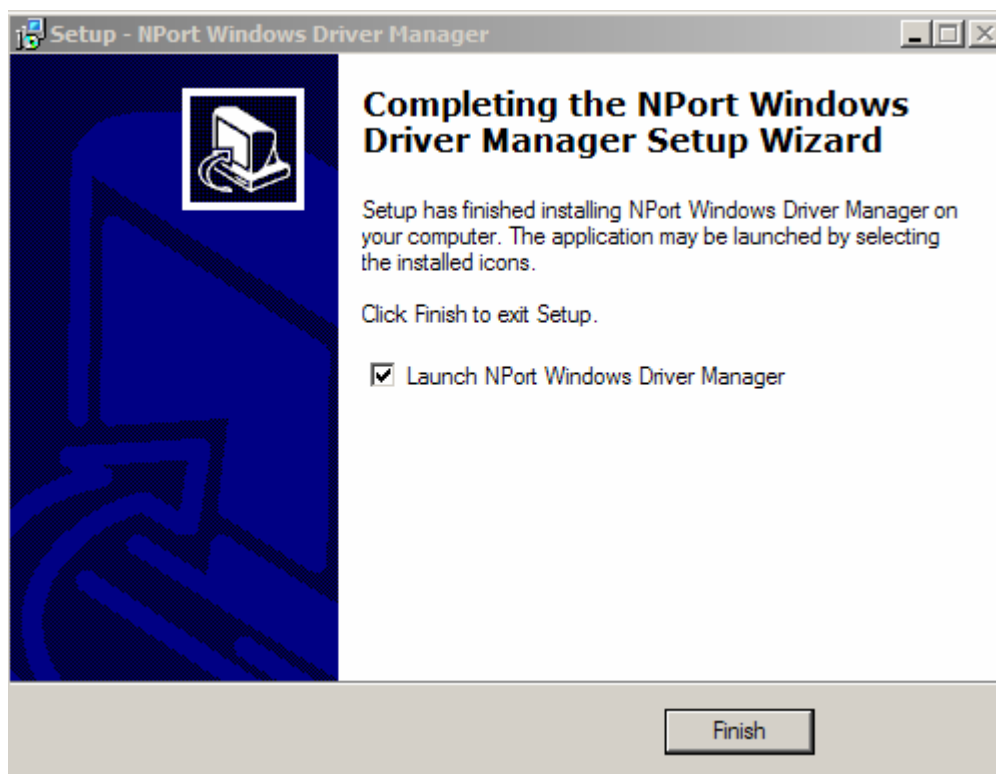 Setup - NPort Windows Driver Manager
Completing the NPort Windows
Driver Manager Setup Wizard
Setup has finished installing NPort Windows Driver Manager on
your computer. The application may be launched by selecting
the installed icons.
Click Finish to exit Setup.
Launch NPort Windows Driver Manager
Finish